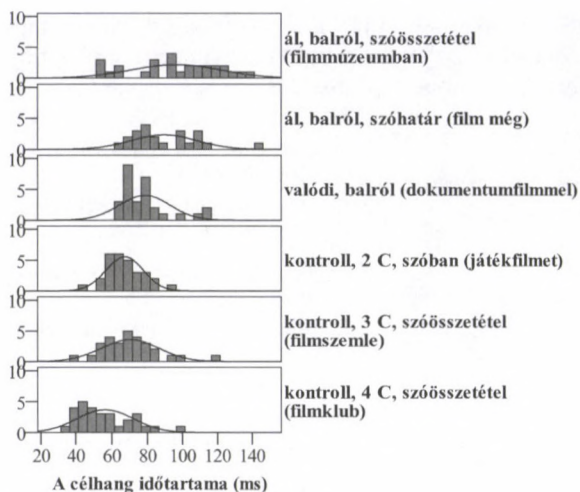 10
5
0
ál, balról, szóösszetétel
(filmmúzeumban)
10
5
0
ál, balról, szóhatár (film még)
10
5
0
valódi, balról (dokumentumfilmmel)
10
5
0
kontroll, 2 C, szóban (játékfilmet)
10
5
0
kontroll, 3 C, szóösszetétel
(filmszemle)
10
5
0
kontroll, 4 C, szóösszetétel
(filmklub)
20 40 60 80 100 120 140
A célhang időtartama (ms)